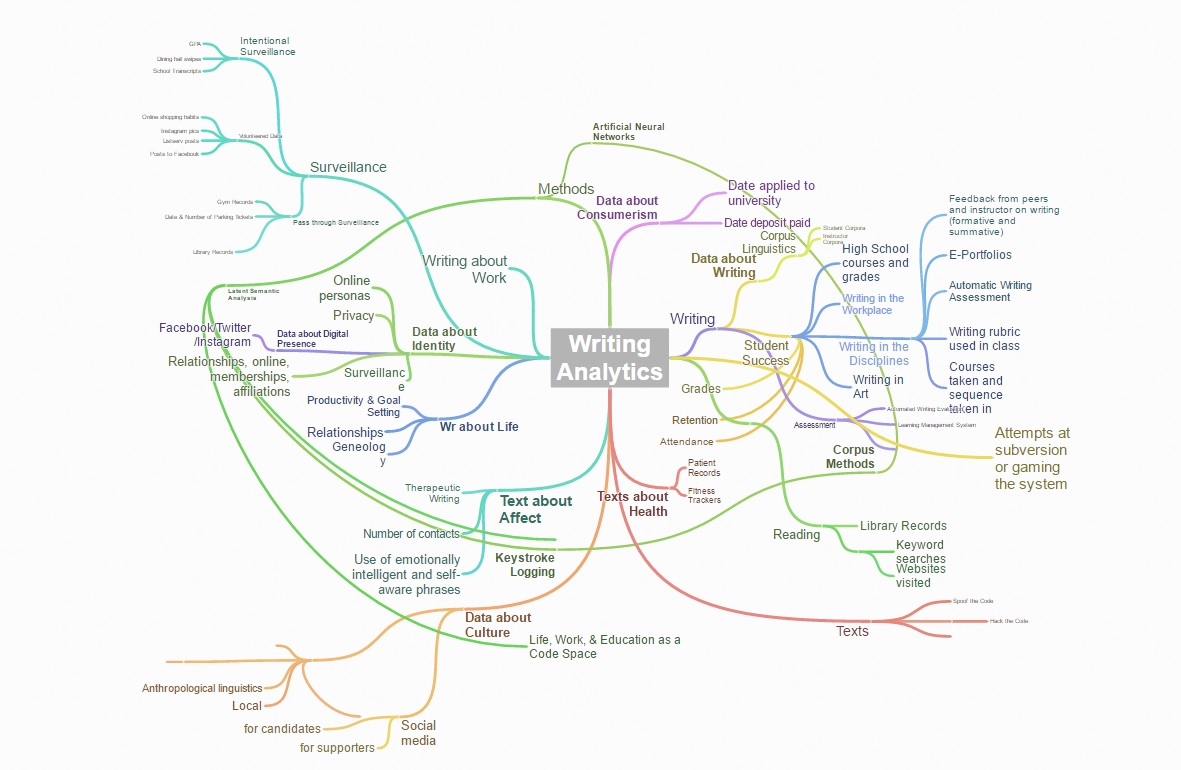 Intentional
Surveillance
GPA
Dining hall swipes
School Transcripts
Online shopping habits
Instagram pics
Listserv posts
Posts to Facebook
Volunteered Data
Surveillance
Gym Records
Data & Number of Parking Tickets
Library Records
Pass through Surveillance
Artificial Neural
Networks
Methods
Data about
Consumerism
Date applied to
university
Date deposit paid
Corpus
Linguistics
Student Corpora
Instructor
Corpora
Data about
Writing
High School
courses and
grades
Feedback from peers
and instructor on writing
(formative and
summative)
E-Portfolios
Automatic Writing
Assessment
Writing rubric
used in class
Courses
taken and
sequence
taken in
Writing about
Work
Online
personas
Privacy
Latent Semantic
Analysis
Facebook/Twitter
/Instagram
Data about Digital
Presence
Data about
Identity
Relationships, online,
memberships,
affiliations
Surveillanc
e
Writing
Analytics
Writing
Writing in the
Workplace
Student
Success
Writing in the
Disciplines
Writing in
Art
Grades
Retention
Attendance
Assessment
Learning Management System
Corpus
Methods
Attempts at
subversion
or gaming
the system
Productivity & Goal
Setting
Relationships
Geneolog
y
Wr about Life
Therapeutic
Writing
Text about
Affect
Number of contacts
Use of emotionally
intelligent and self-
aware phrases
Keystroke
Logging
Texts about
Health
Patient
Records
Fitness
Trackers
Reading
Library Records
Keyword
searches
Websites
visited
Texts
Spoof the Code
Hack the Code
Data about
Culture
Life, Work, & Education as a
Code Space
Anthropological linguistics
Local
for candidates
for supporters
Social
media